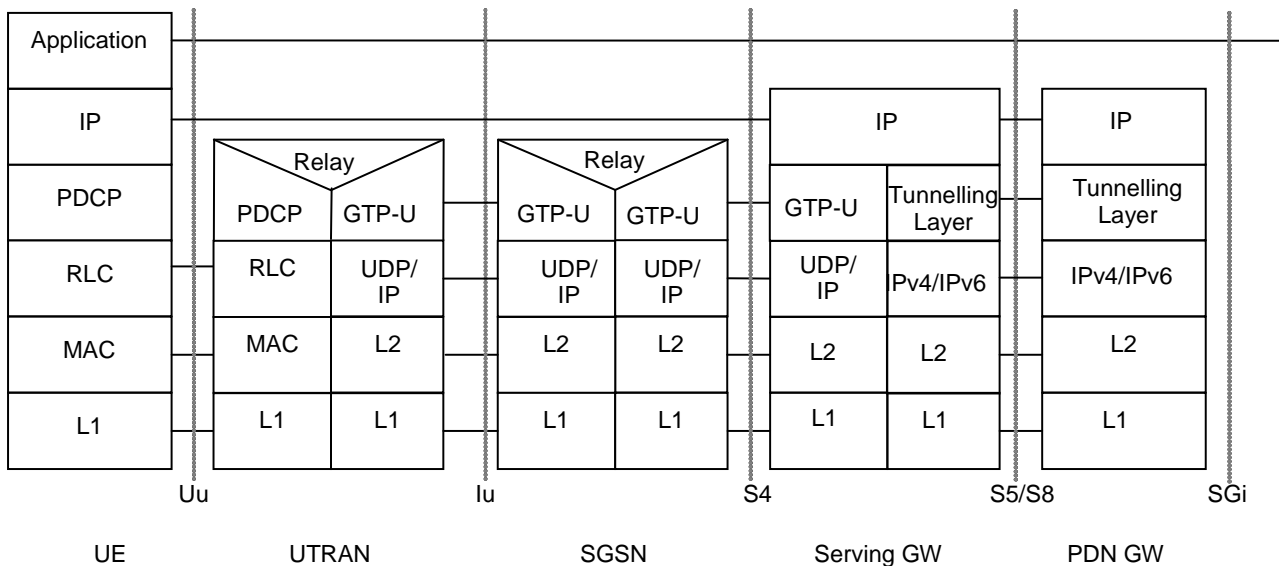 Application
IP
IP
IP
Relay
Relay
PDCP
PDCP
GTP-U
GTP-U
GTP-U
GTP-U
Tunnelling
Layer
Tunnelling
Layer
RLC
RLC
UDP/
IP
UDP/
IP
UDP/
IP
UDP/
IP
IPv4/IPv6
IPv4/IPv6
MAC
MAC
L2
L2
L2
L2
L2
L2
L1
L1
L1
L1
L1
L1
L1
L1
Uu
Iu
S4
S5/S8
SGi
UE
UTRAN
SGSN
Serving GW
PDN GW